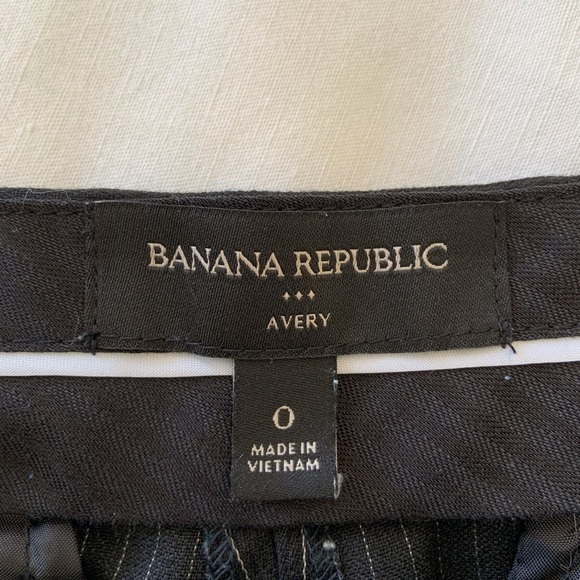 BANANA REPUBLIC
AVERY
0
MADE IN
VIETNAM